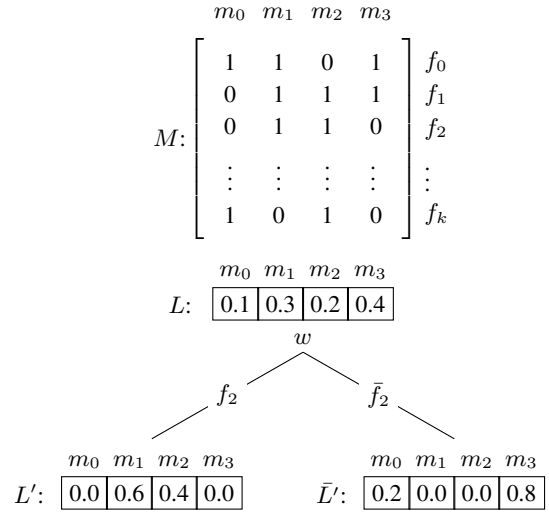 m₀ m₁ m₂ m₃
1 1 0 1 f₀
0 1 1 1 f₁
M: 0 1 1 0 f₂
⋮ ⋮ ⋮ ⋮ ⋮
1 0 1 0 fₖ
m₀ m₁ m₂ m₃
L: 0.1 0.3 0.2 0.4
w
f₂ f̄₂
m₀ m₁ m₂ m₃ m₀ m₁ m₂ m₃
L′: 0.0 0.6 0.4 0.0 L̄′: 0.2 0.0 0.0 0.8